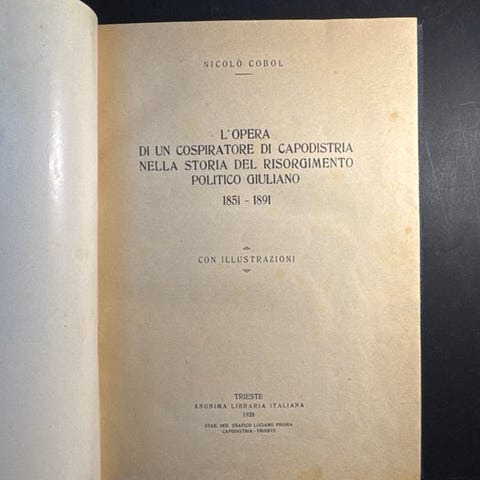 NICOLÒ COBOL
L'OPERA
DI UN COSPIRATORE DI CAPODISTRIA
NELLA STORIA DEL RISORGIMENTO
POLITICO GIULIANO
1851 - 1891
CON ILLUSTRAZIONI
TRIESTE
ANONIMA LIBRARIA ITALIANA
1928
STAB. IND. GRAFICO LUCIANO PRIORA
CAPODISTRIA - TRIESTE